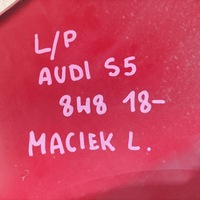 L/P
AUDI S5
8W8 18-
MACIEK L.